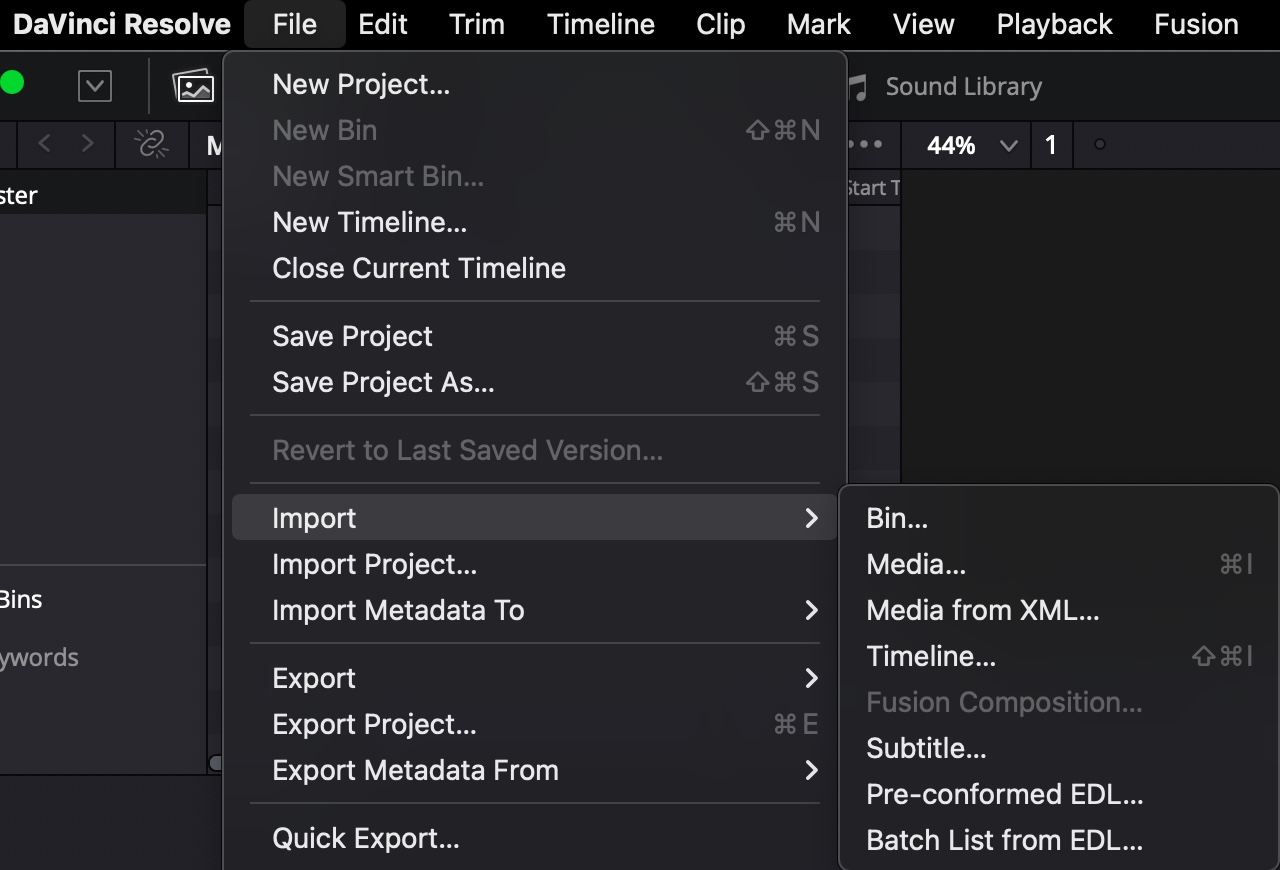 DaVinci Resolve File Edit Trim Timeline Clip Mark View Playback Fusion
Sound Library
44% 1
ster
New Project...
New Bin ⇧⌘N
New Smart Bin...
New Timeline... ⌘N
Close Current Timeline
Save Project ⌘S
Save Project As... ⇧⌘S
Revert to Last Saved Version...
Import
Import Project...
Import Metadata To
Export
Export Project... ⌘E
Export Metadata From
Quick Export...
Bin...
Media... ⌘I
Media from XML...
Timeline... ⇧⌘I
Fusion Composition...
Subtitle...
Pre-conformed EDL...
Batch List from EDL...
M
Start T
Bins
ywords